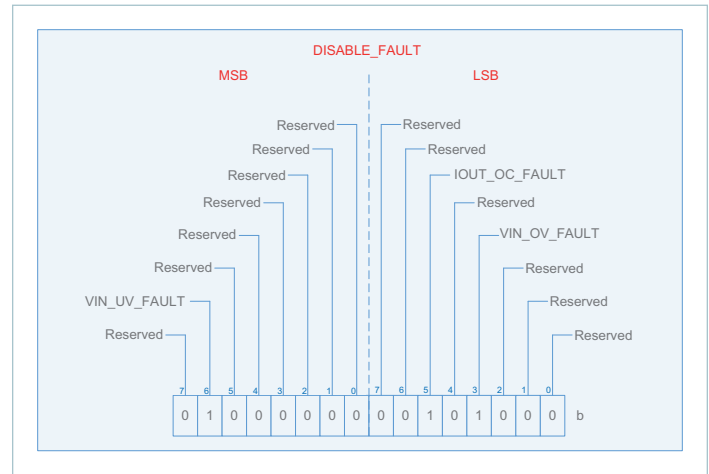 DISABLE_FAULT
MSB LSB
Reserved Reserved
Reserved Reserved
Reserved IOUT_OC_FAULT
Reserved Reserved
Reserved VIN_OV_FAULT
Reserved Reserved
VIN_UV_FAULT Reserved
Reserved Reserved
7 6 5 4 3 2 1 0 7 6 5 4 3 2 1 0
0 1 0 0 0 0 0 0 0 0 1 0 1 0 0 0 b